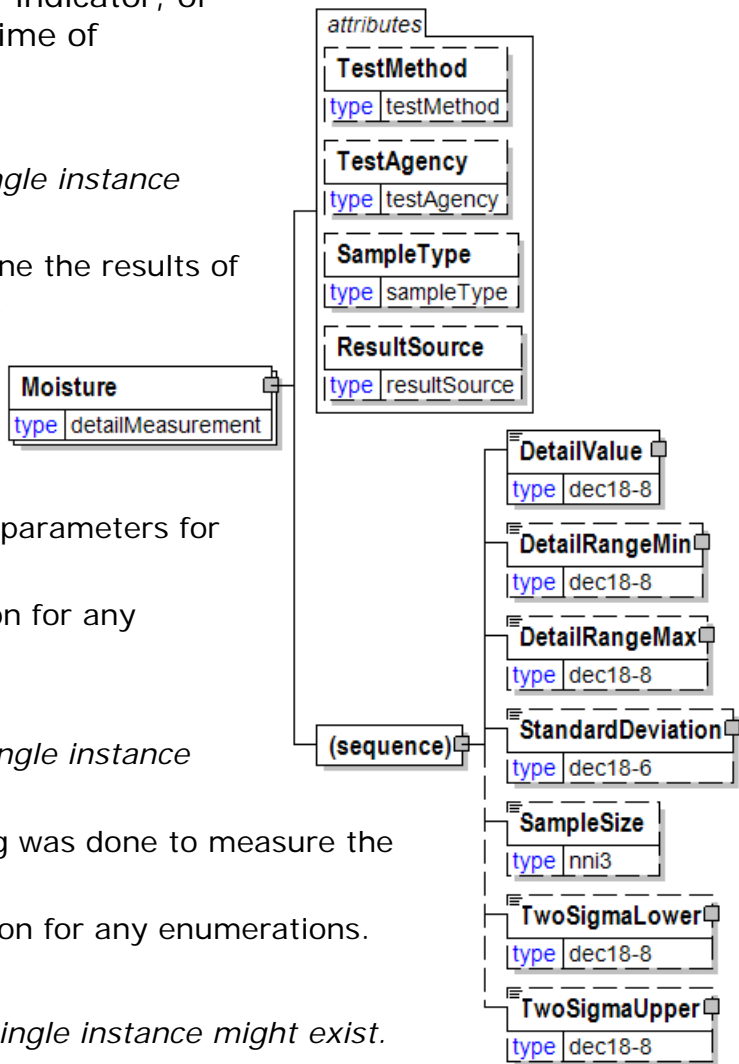 indicator, or
ime of
ngle instance
ne the results of
parameters for
on for any
ngle instance
g was done to measure the
on for any enumerations.
single instance might exist.
Moisture
type detailMeasurement
attributes
TestMethod
type testMethod
TestAgency
type testAgency
SampleType
type sampleType
ResultSource
type resultSource
(sequence)
DetailValue
type dec18-8
DetailRangeMin
type dec18-8
DetailRangeMax
type dec18-8
StandardDeviation
type dec18-6
SampleSize
type nni3
TwoSigmaLower
type dec18-8
TwoSigmaUpper
type dec18-8